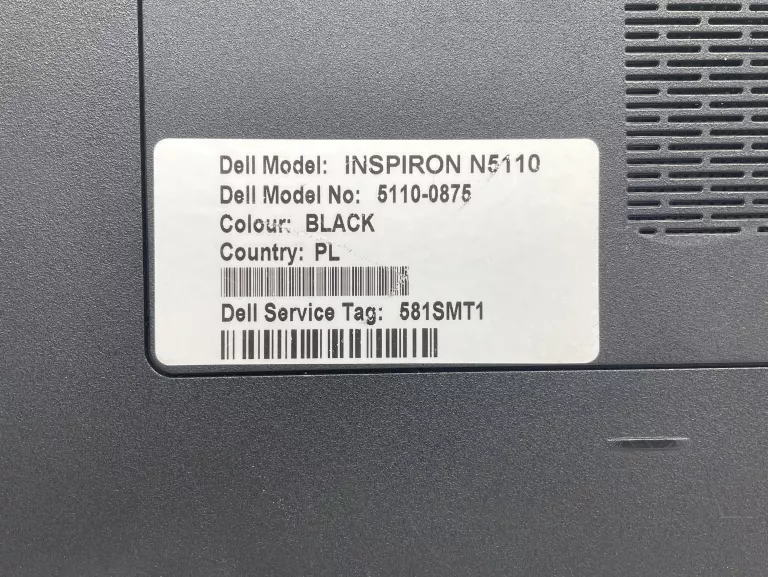 Dell Model: INSPIRON N5110
Dell Model No: 5110-0875
Colour: BLACK
Country: PL
Dell Service Tag: 581SMT1